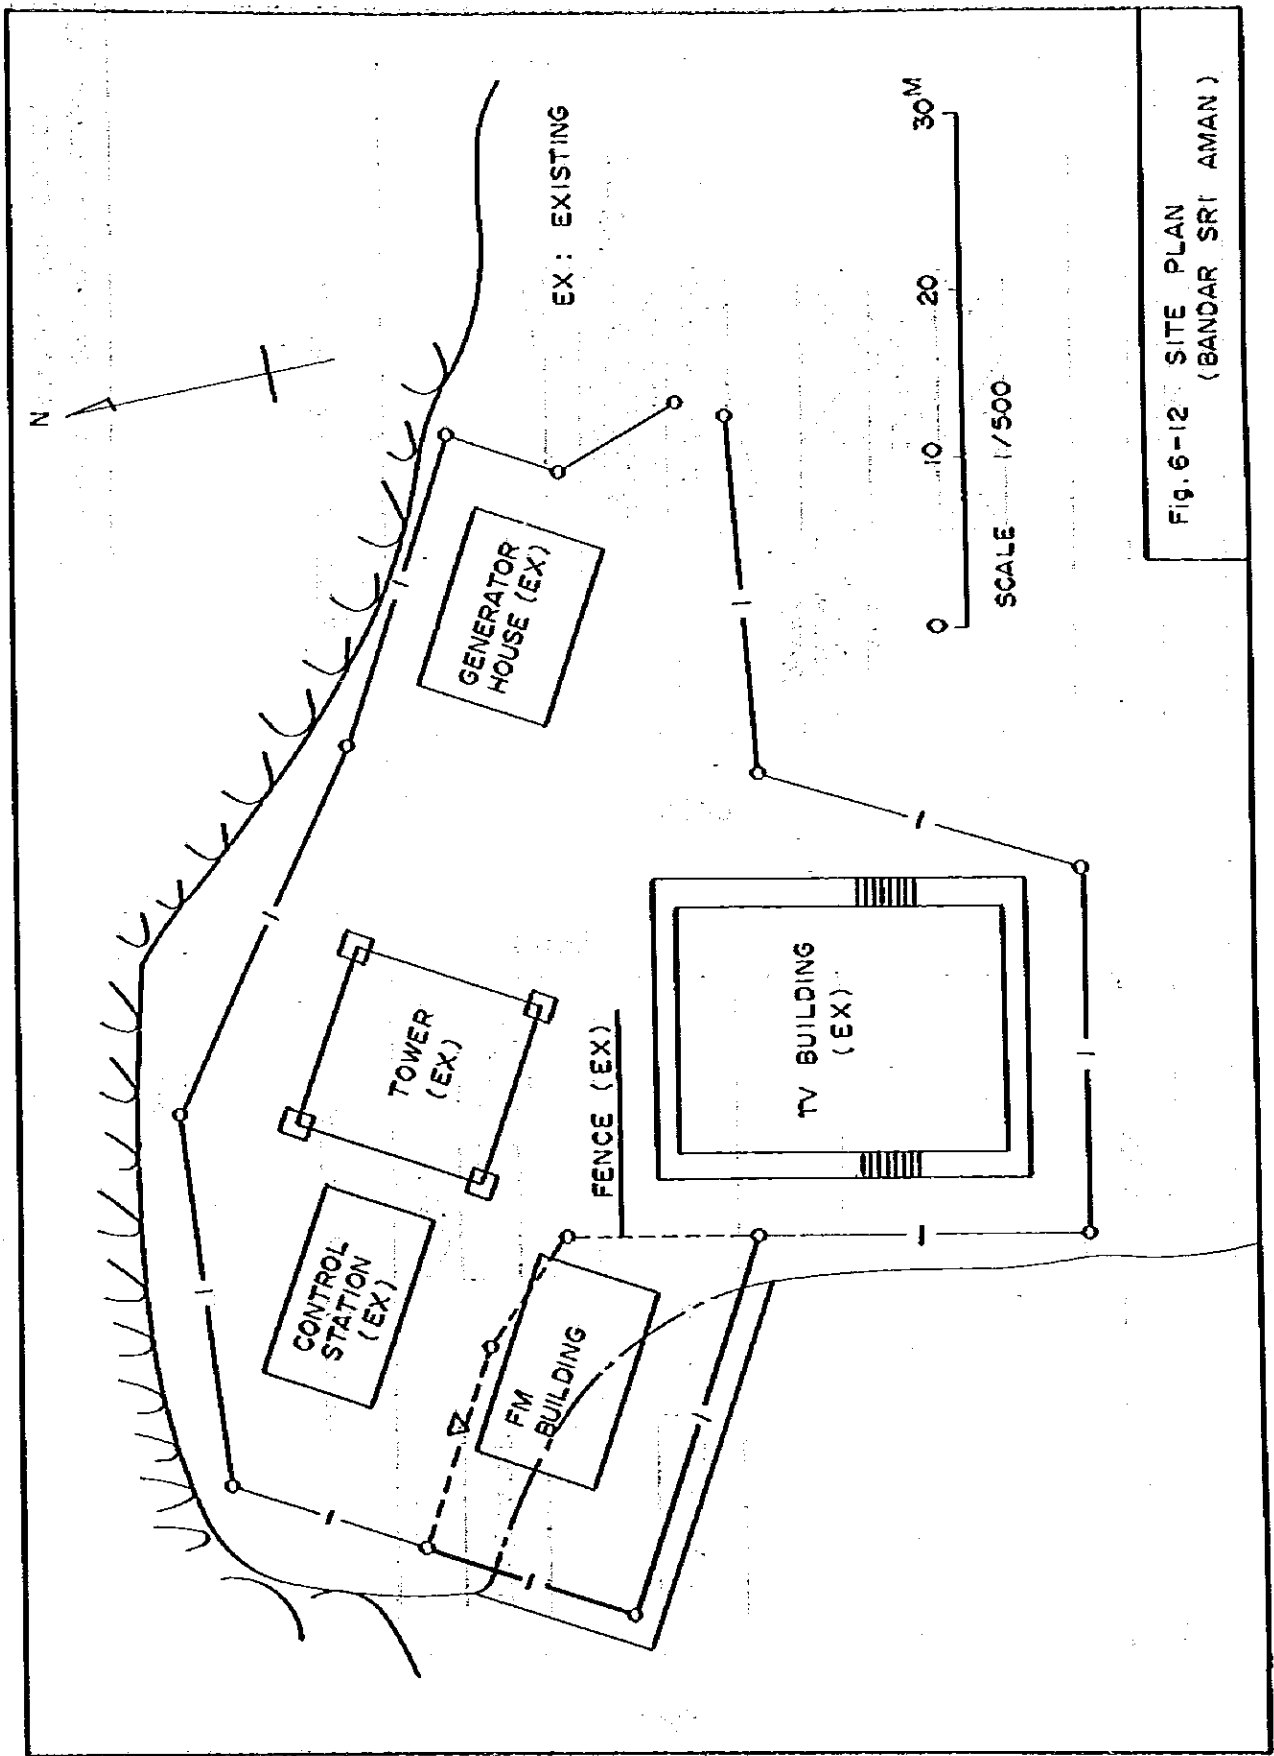 N
EX : EXISTING
GENERATOR
HOUSE (EX)
TOWER
(EX.)
CONTROL
STATION
(EX)
FENCE (EX)
FM
BUILDING
TV BUILDING
(EX)
0 10 20 30M
SCALE 1/500
Fig. 6-12 SITE PLAN
(BANDAR SRI AMAN)